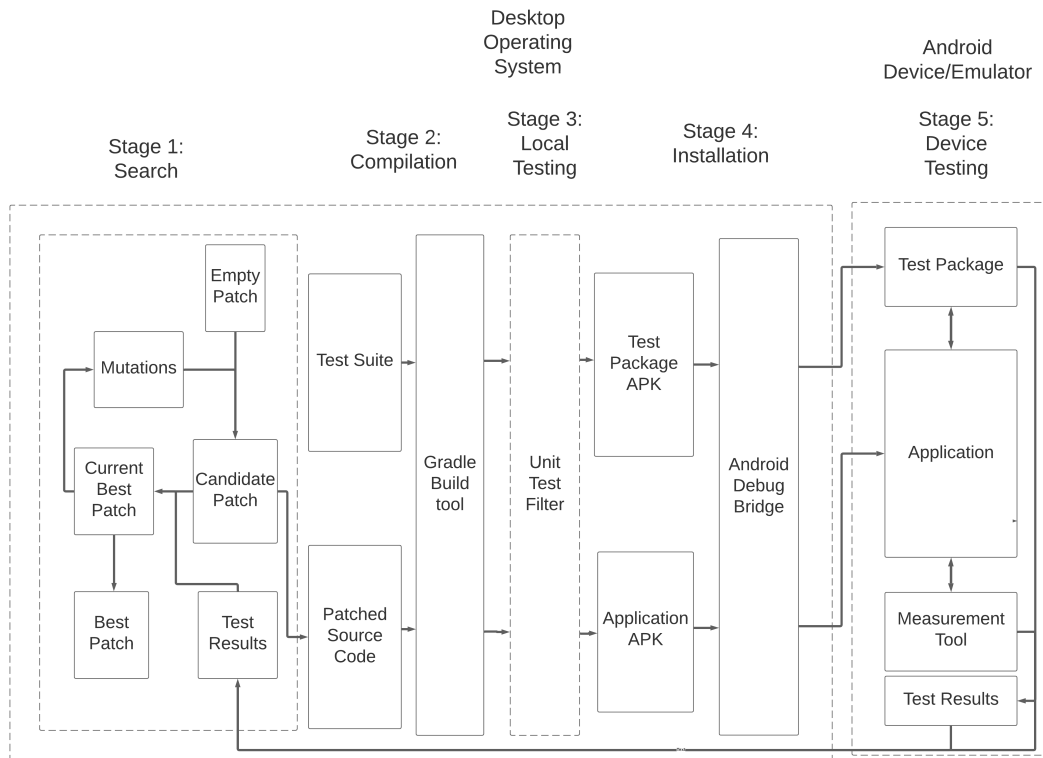 Desktop
Operating
System
Android
Device/Emulator
Stage 1:
Search
Stage 2:
Compilation
Stage 3:
Local
Testing
Stage 4:
Installation
Stage 5:
Device
Testing
Empty
Patch
Mutations
Current
Best
Patch
Candidate
Patch
Best
Patch
Test
Results
Test Suite
Patched
Source
Code
Gradle
Build
tool
Unit
Test
Filter
Test
Package
APK
Application
APK
Android
Debug
Bridge
Test Package
Application
Measurement
Tool
Test Results